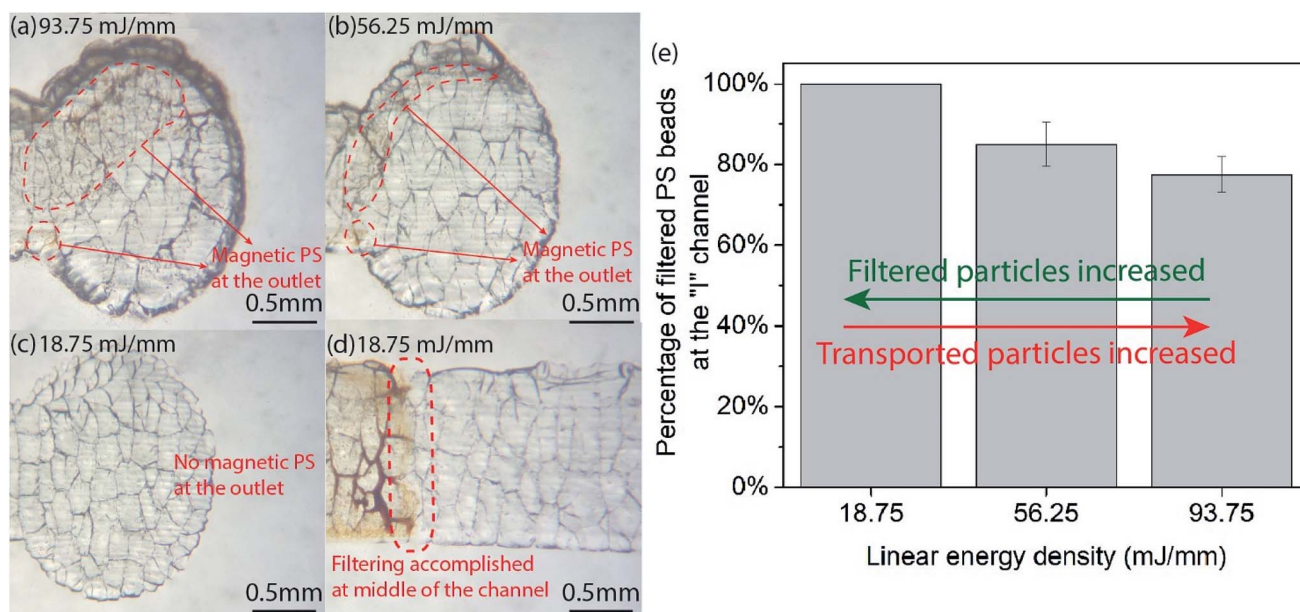 (a)93.75 mJ/mm
Magnetic PS
at the outlet
0.5mm
(b)56.25 mJ/mm
Magnetic PS
at the outlet
0.5mm
(c)18.75 mJ/mm
No magnetic PS
at the outlet
0.5mm
(d)18.75 mJ/mm
Filtering accomplished
at middle of the channel
0.5mm
(e)
Percentage of filtered PS beads
at the "I" channel
100%
80%
60%
40%
20%
0%
Filtered particles increased
Transported particles increased
18.75
56.25
93.75
Linear energy density (mJ/mm)